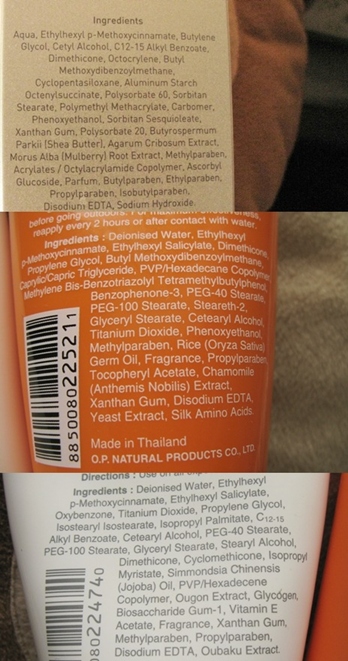 Ingredients
Aqua, Ethylhexyl p-Methoxycinnamate, Butylene
Glycol, Cetyl Alcohol, C12-15 Alkyl Benzoate,
Dimethicone, Octocrylene, Butyl
Methoxydibenzoylmethane,
Cyclopentasiloxane, Aluminum Starch
Octenylsuccinate, Polysorbate 60, Sorbitan
Stearate, Polymethyl Methacrylate, Carbomer,
Phenoxyethanol, Sorbitan Sesquioleate,
Xanthan Gum, Polysorbate 20, Butyrospermum
Parkii (Shea Butter), Agarum Cribosum Extract,
Morus Alba (Mulberry) Root Extract, Methylparaben,
Acrylates / Octylacrylate Copolymer, Ascorbyl
Glucoside, Parfum, Butylparaben, Ethylparaben,
Propylparaben, Isobutylparaben,
Disodium EDTA, Sodium Hydroxide.
before going outdoors. For maximum effectiveness,
reapply every 2 hours or after contact with water.
Ingredients : Deionised Water, Ethylhexyl
p-Methoxycinnamate, Ethylhexyl Salicylate, Dimethicone,
Propylene Glycol, Butyl Methoxydibenzoylmethane,
Caprylic/Capric Triglyceride, PVP/Hexadecane Copolymer,
Methylene Bis-Benzotriazolyl Tetramethylbutylphenol,
Benzophenone-3, PEG-40 Stearate,
PEG-100 Stearate, Steareth-2,
Glyceryl Stearate, Cetearyl Alcohol,
Titanium Dioxide, Phenoxyethanol,
Methylparaben, Rice (Oryza Sativa)
Germ Oil, Fragrance, Propylparaben,
Tocopheryl Acetate, Chamomile
(Anthemis Nobilis) Extract,
Xanthan Gum, Disodium EDTA,
Yeast Extract, Silk Amino Acids
8850080225211
Made in Thailand
O.P. NATURAL PRODUCTS CO., LTD.
Directions : Use on all
Ingredients : Deionised Water, Ethylhexyl
p-Methoxycinnamate, Ethylhexyl Salicylate,
Oxybenzone, Titanium Dioxide, Propylene Glycol,
Isostearyl Isostearate, Isopropyl Palmitate, C12-15
Alkyl Benzoate, Cetearyl Alcohol, PEG-40 Stearate,
PEG-100 Stearate, Glyceryl Stearate, Stearyl Alcohol,
Dimethicone, Cyclomethicone, Isopropyl
Myristate, Simmondsia Chinensis
(Jojoba) Oil, PVP/Hexadecene
Copolymer, Ougon Extract, Glycogen,
Biosaccharide Gum-1, Vitamin E
Acetate, Fragrance, Xanthan Gum,
Methylparaben, Propylparaben,
Disodium EDTA, Oubaku Extract.
80224740